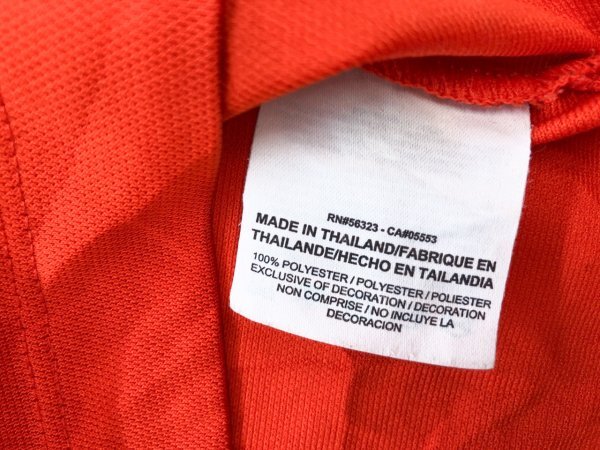 RN#56323 - CA#05553
MADE IN THAILAND/FABRIQUE EN
THAILANDE/HECHO EN TAILANDIA
100% POLYESTER / POLYESTER / POLIESTER
EXCLUSIVE OF DECORATION / DECORATION
NON COMPRISE / NO INCLUYE LA
DECORACION